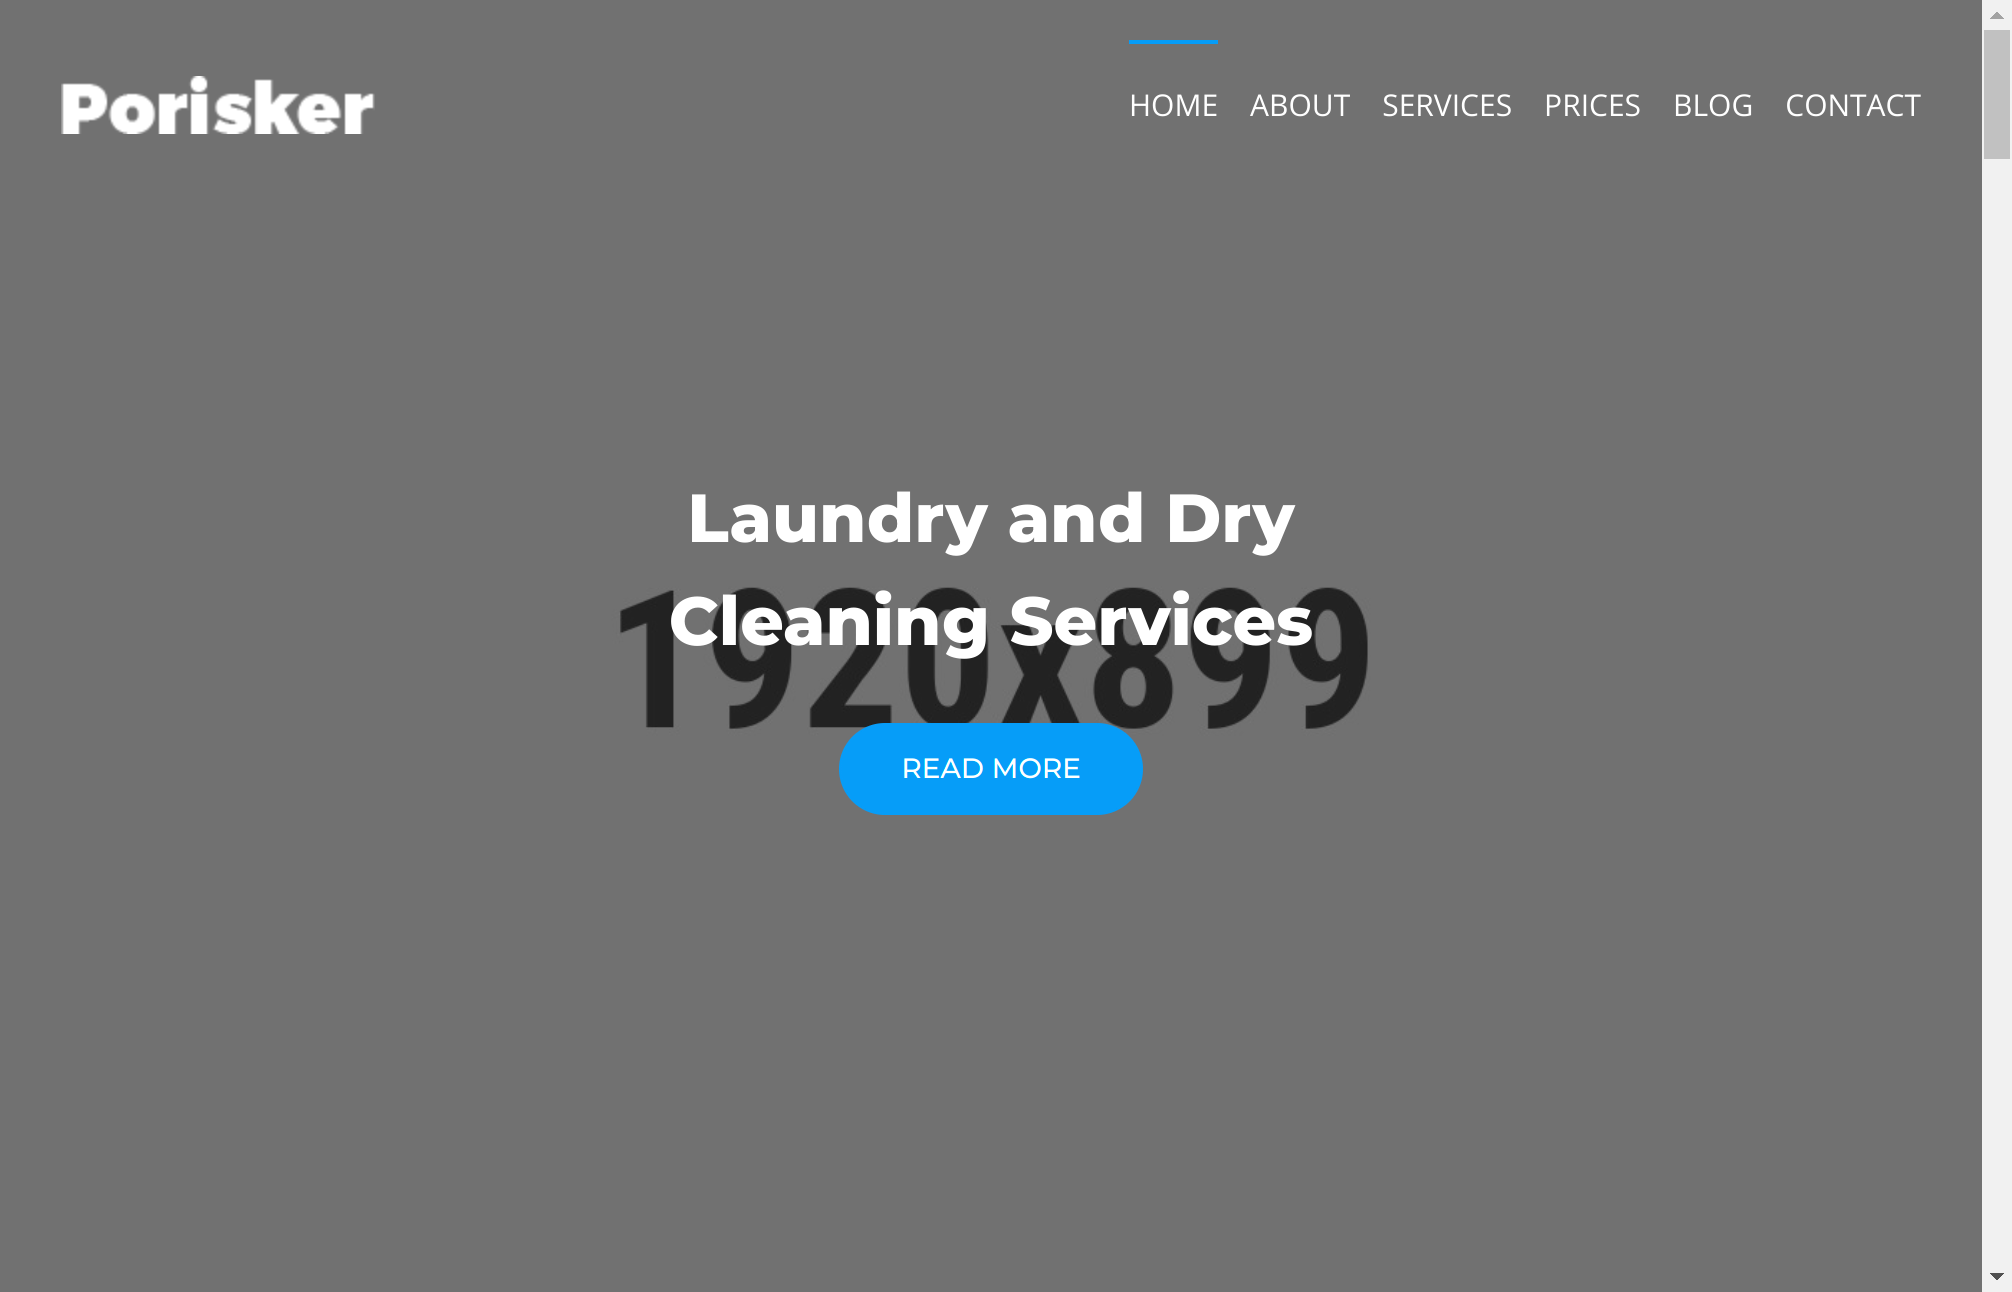 Porisker
HOME ABOUT SERVICES PRICES BLOG CONTACT
Laundry and Dry
Cleaning Services
1920x899
READ MORE